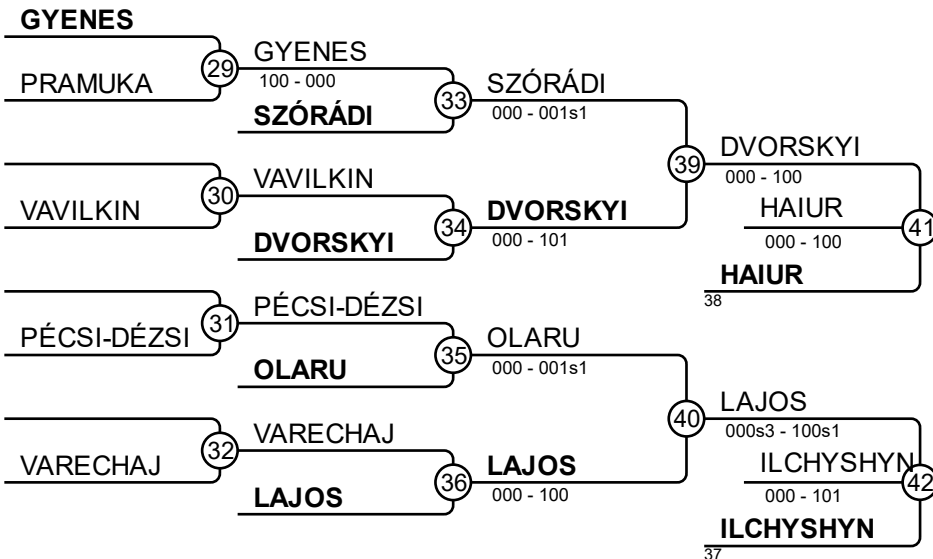 GYENES
29
GYENES
PRAMUKA
100 - 000
33
SZÓRÁDI
SZÓRÁDI
000 - 001s1
39
DVORSKYI
VAVILKIN
30
VAVILKIN
000 - 100
HAIUR
34
DVORSKYI
41
DVORSKYI
000 - 101
000 - 100
HAIUR
38
PÉCSI-DÉZSI
31
PÉCSI-DÉZSI
35
OLARU
OLARU
000 - 001s1
40
LAJOS
VARECHAJ
32
VARECHAJ
000s3 - 100s1
ILCHYSHYN
36
LAJOS
42
LAJOS
000 - 100
000 - 101
ILCHYSHYN
37